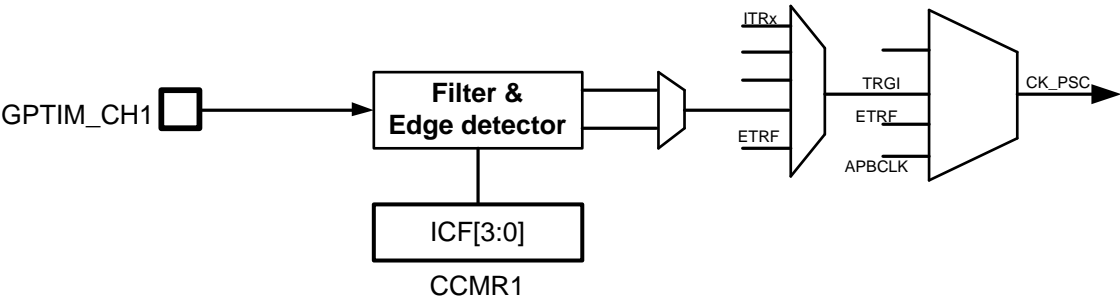 ITRx
GPTIM_CH1
Filter &
Edge detector
TRGI
CK_PSC
ETRF
ETRF
APBCLK
ICF[3:0]
CCMR1